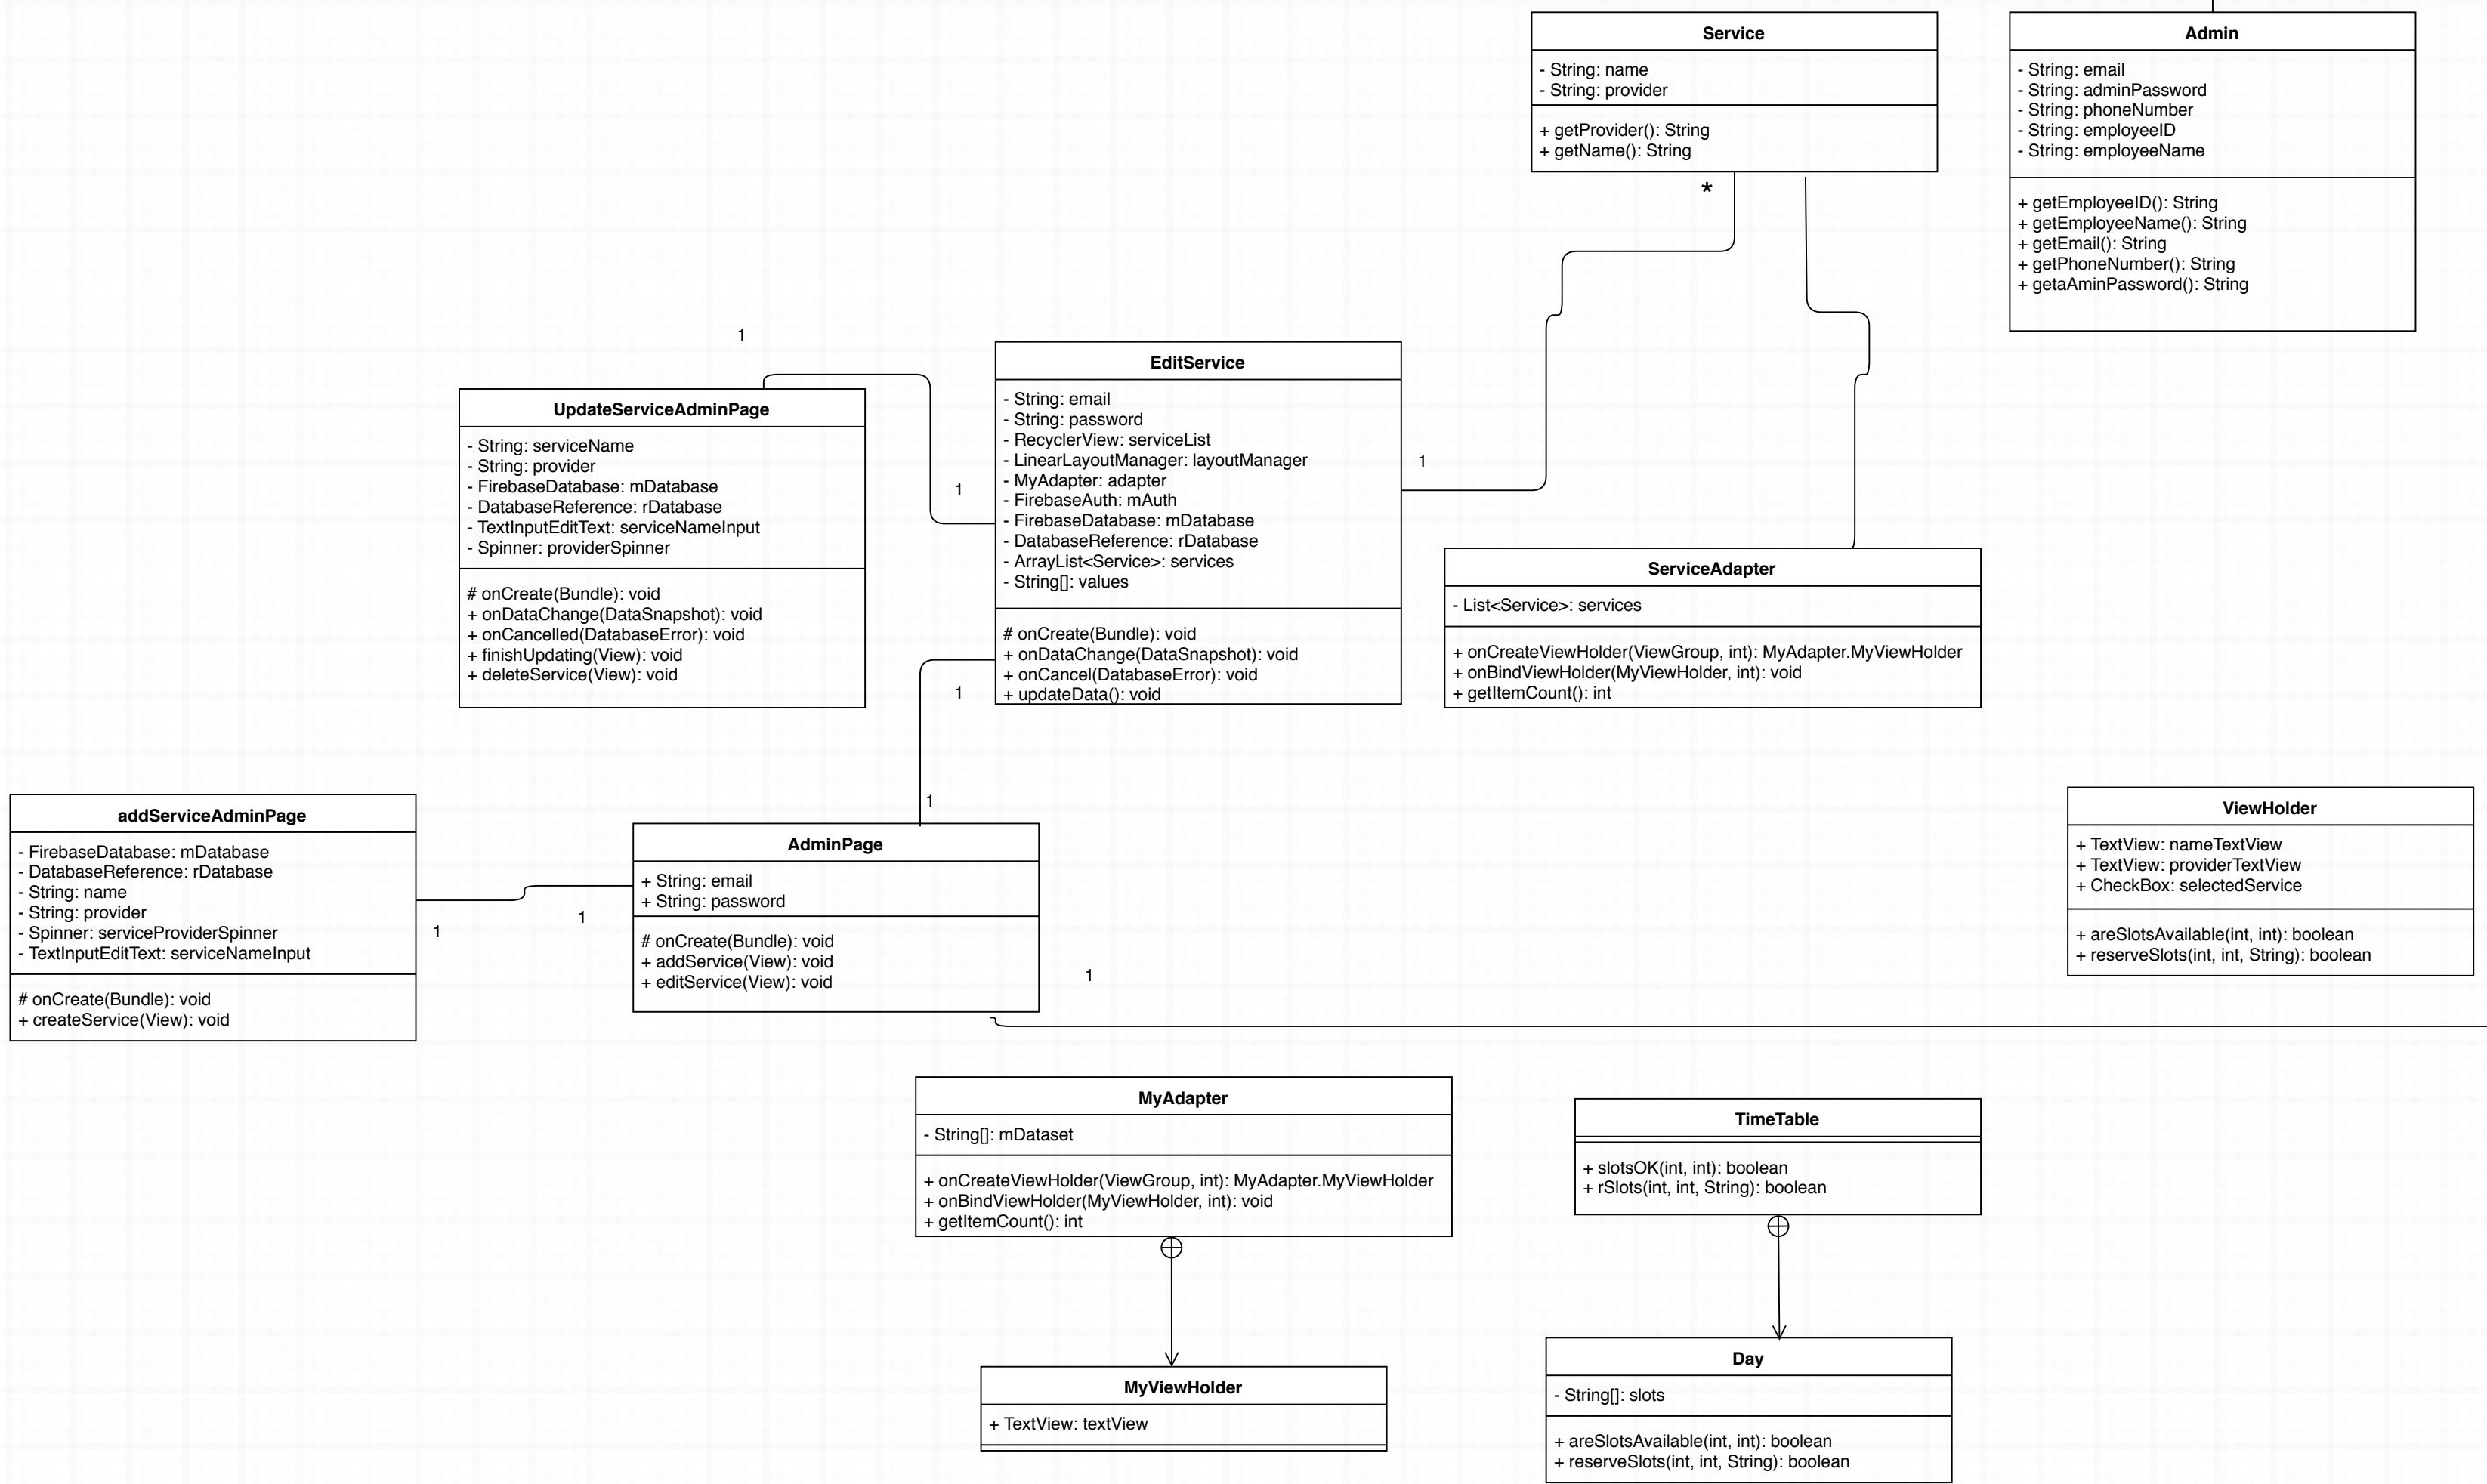 Service
- String: name
- String: provider
+ getProvider(): String
+ getName(): String
*
Admin
- String: email
- String: adminPassword
- String: phoneNumber
- String: employeeID
- String: employeeName
+ getEmployeeID(): String
+ getEmployeeName(): String
+ getEmail(): String
+ getPhoneNumber(): String
+ getaAminPassword(): String
1
UpdateServiceAdminPage
- String: serviceName
- String: provider
- FirebaseDatabase: mDatabase
- DatabaseReference: rDatabase
- TextInputEditText: serviceNameInput
- Spinner: providerSpinner
# onCreate(Bundle): void
+ onDataChange(DataSnapshot): void
+ onCancelled(DatabaseError): void
+ finishUpdating(View): void
+ deleteService(View): void
1
EditService
- String: email
- String: password
- RecyclerView: serviceList
- LinearLayoutManager: layoutManager
- MyAdapter: adapter
- FirebaseAuth: mAuth
- FirebaseDatabase: mDatabase
- DatabaseReference: rDatabase
- ArrayList<Service>: services
- String[]: values
# onCreate(Bundle): void
+ onDataChange(DataSnapshot): void
+ onCancel(DatabaseError): void
+ updateData(): void
1
1
ServiceAdapter
- List<Service>: services
+ onCreateViewHolder(ViewGroup, int): MyAdapter.MyViewHolder
+ onBindViewHolder(MyViewHolder, int): void
+ getItemCount(): int
addServiceAdminPage
- FirebaseDatabase: mDatabase
- DatabaseReference: rDatabase
- String: name
- String: provider
- Spinner: serviceProviderSpinner
- TextInputEditText: serviceNameInput
# onCreate(Bundle): void
+ createService(View): void
1
1
1
AdminPage
+ String: email
+ String: password
# onCreate(Bundle): void
+ addService(View): void
+ editService(View): void
1
ViewHolder
+ TextView: nameTextView
+ TextView: providerTextView
+ CheckBox: selectedService
+ areSlotsAvailable(int, int): boolean
+ reserveSlots(int, int, String): boolean
MyAdapter
- String[]: mDataset
+ onCreateViewHolder(ViewGroup, int): MyAdapter.MyViewHolder
+ onBindViewHolder(MyViewHolder, int): void
+ getItemCount(): int
TimeTable
+ slotsOK(int, int): boolean
+ rSlots(int, int, String): boolean
MyViewHolder
+ TextView: textView
Day
- String[]: slots
+ areSlotsAvailable(int, int): boolean
+ reserveSlots(int, int, String): boolean